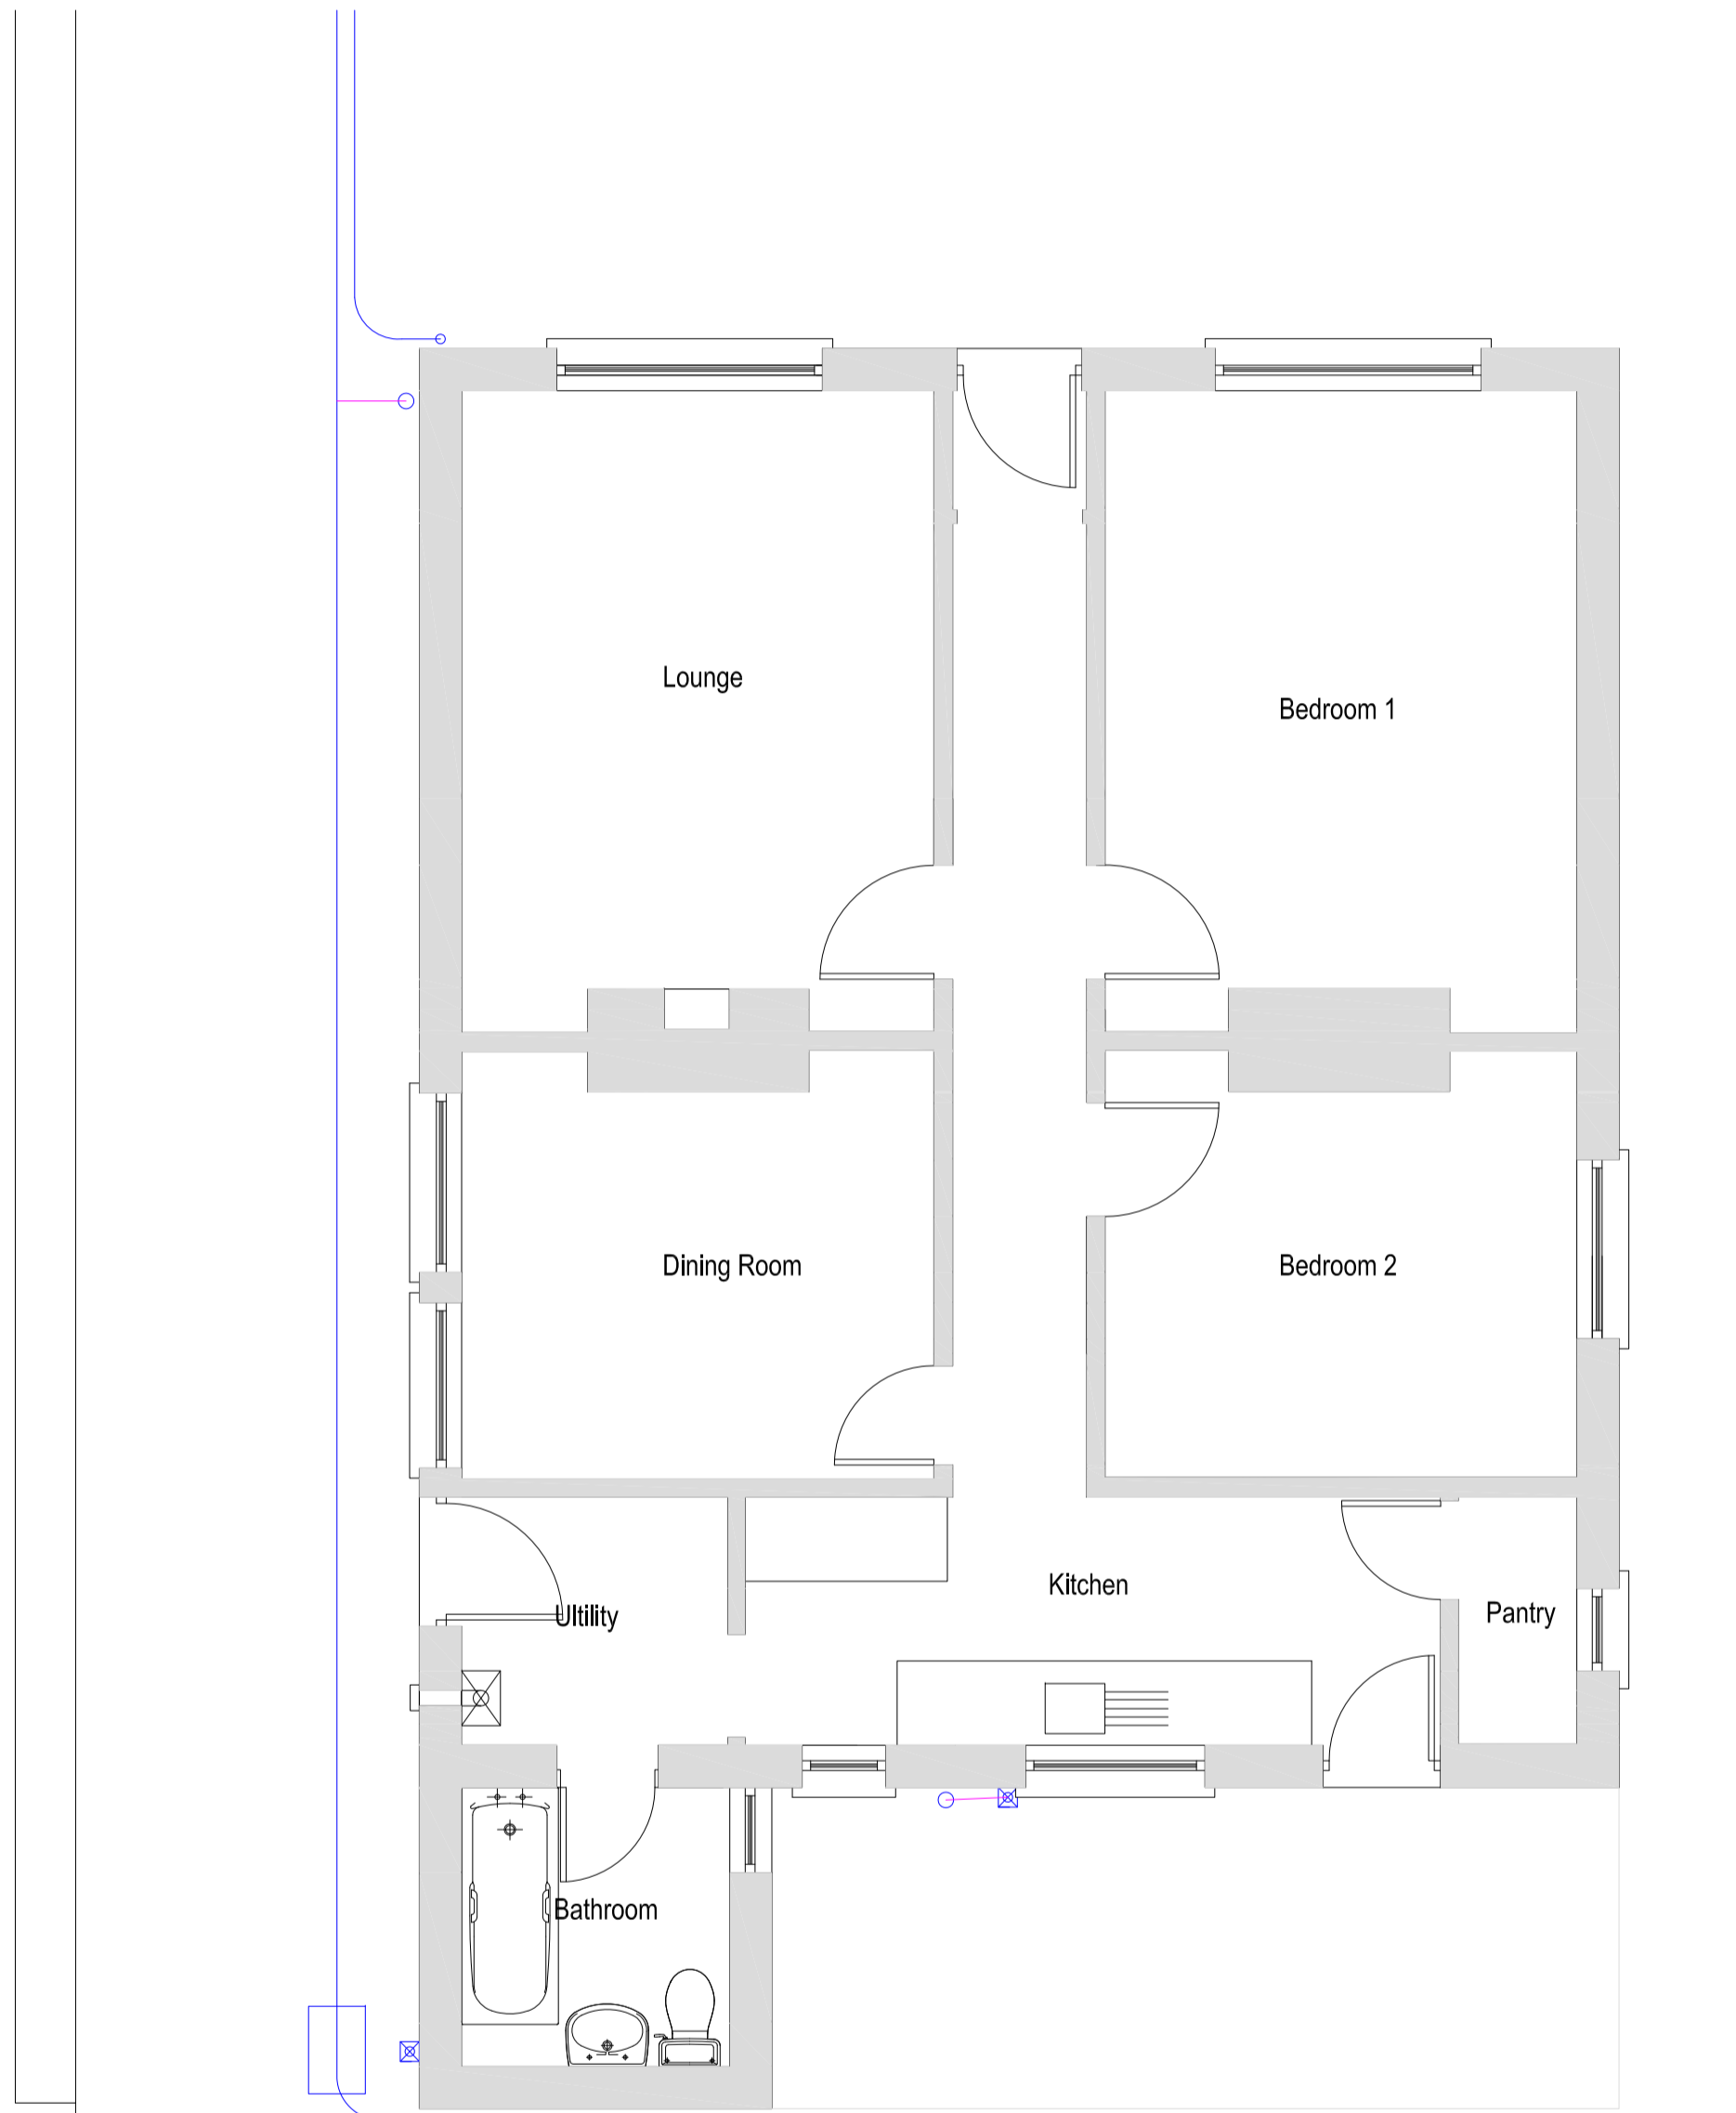 Lounge
Bedroom 1
Dining Room
Bedroom 2
Kitchen
Ultility
Pantry
Bathroom